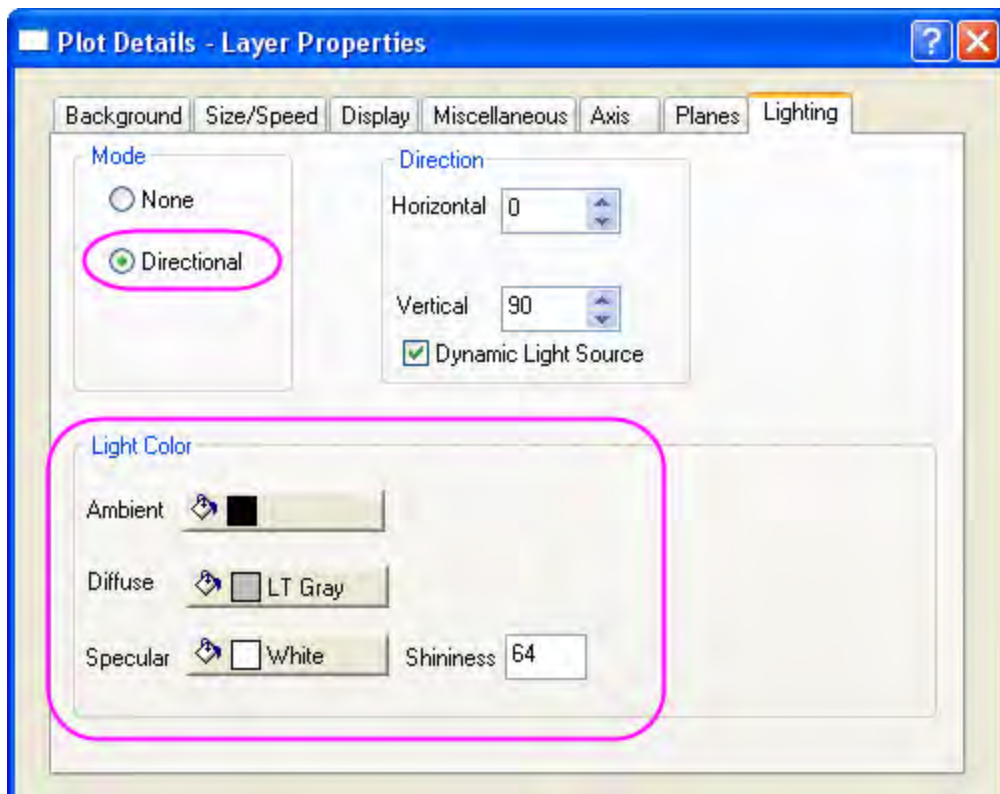 Plot Details - Layer Properties
Background Size/Speed Display Miscellaneous Axis Planes Lighting
Mode
None
Directional
Direction
Horizontal 0
Vertical 90
Dynamic Light Source
Light Color
Ambient
Diffuse LT Gray
Specular White Shininess 64